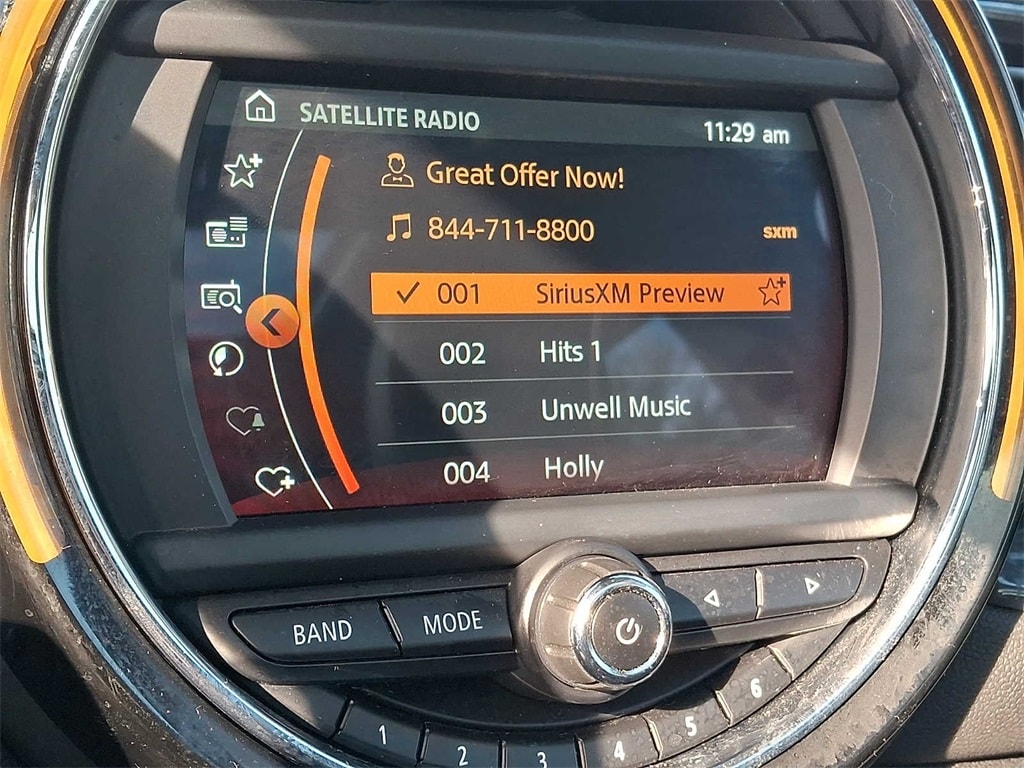 SATELLITE RADIO 11:29 am
Great Offer Now!
844-711-8800 sxm
001 SiriusXM Preview
002 Hits 1
003 Unwell Music
004 Holly
BAND MODE
1 2 3 4 5 6